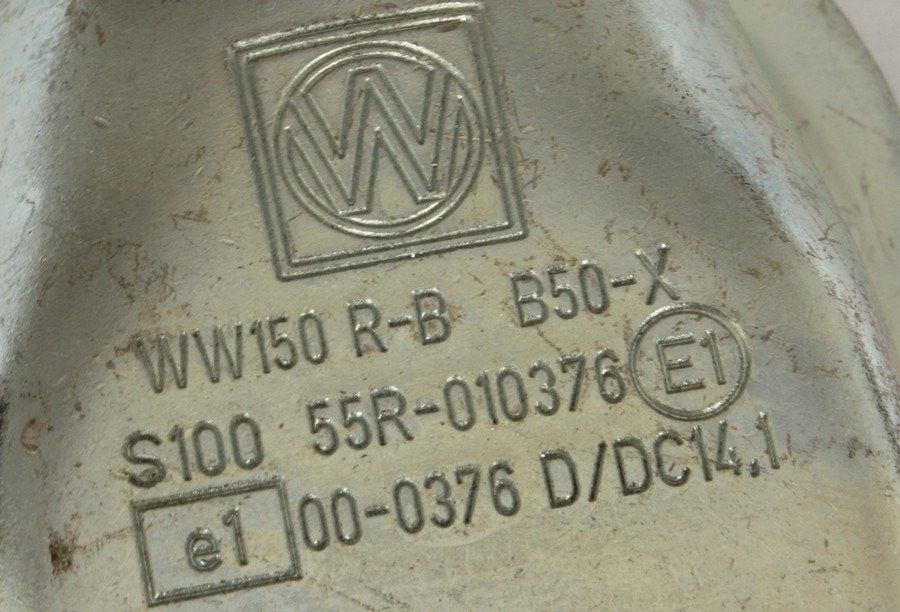 W
WW150 R-B B50-X
S100 55R-010376 E1
e1 00-0376 D/DC14,1